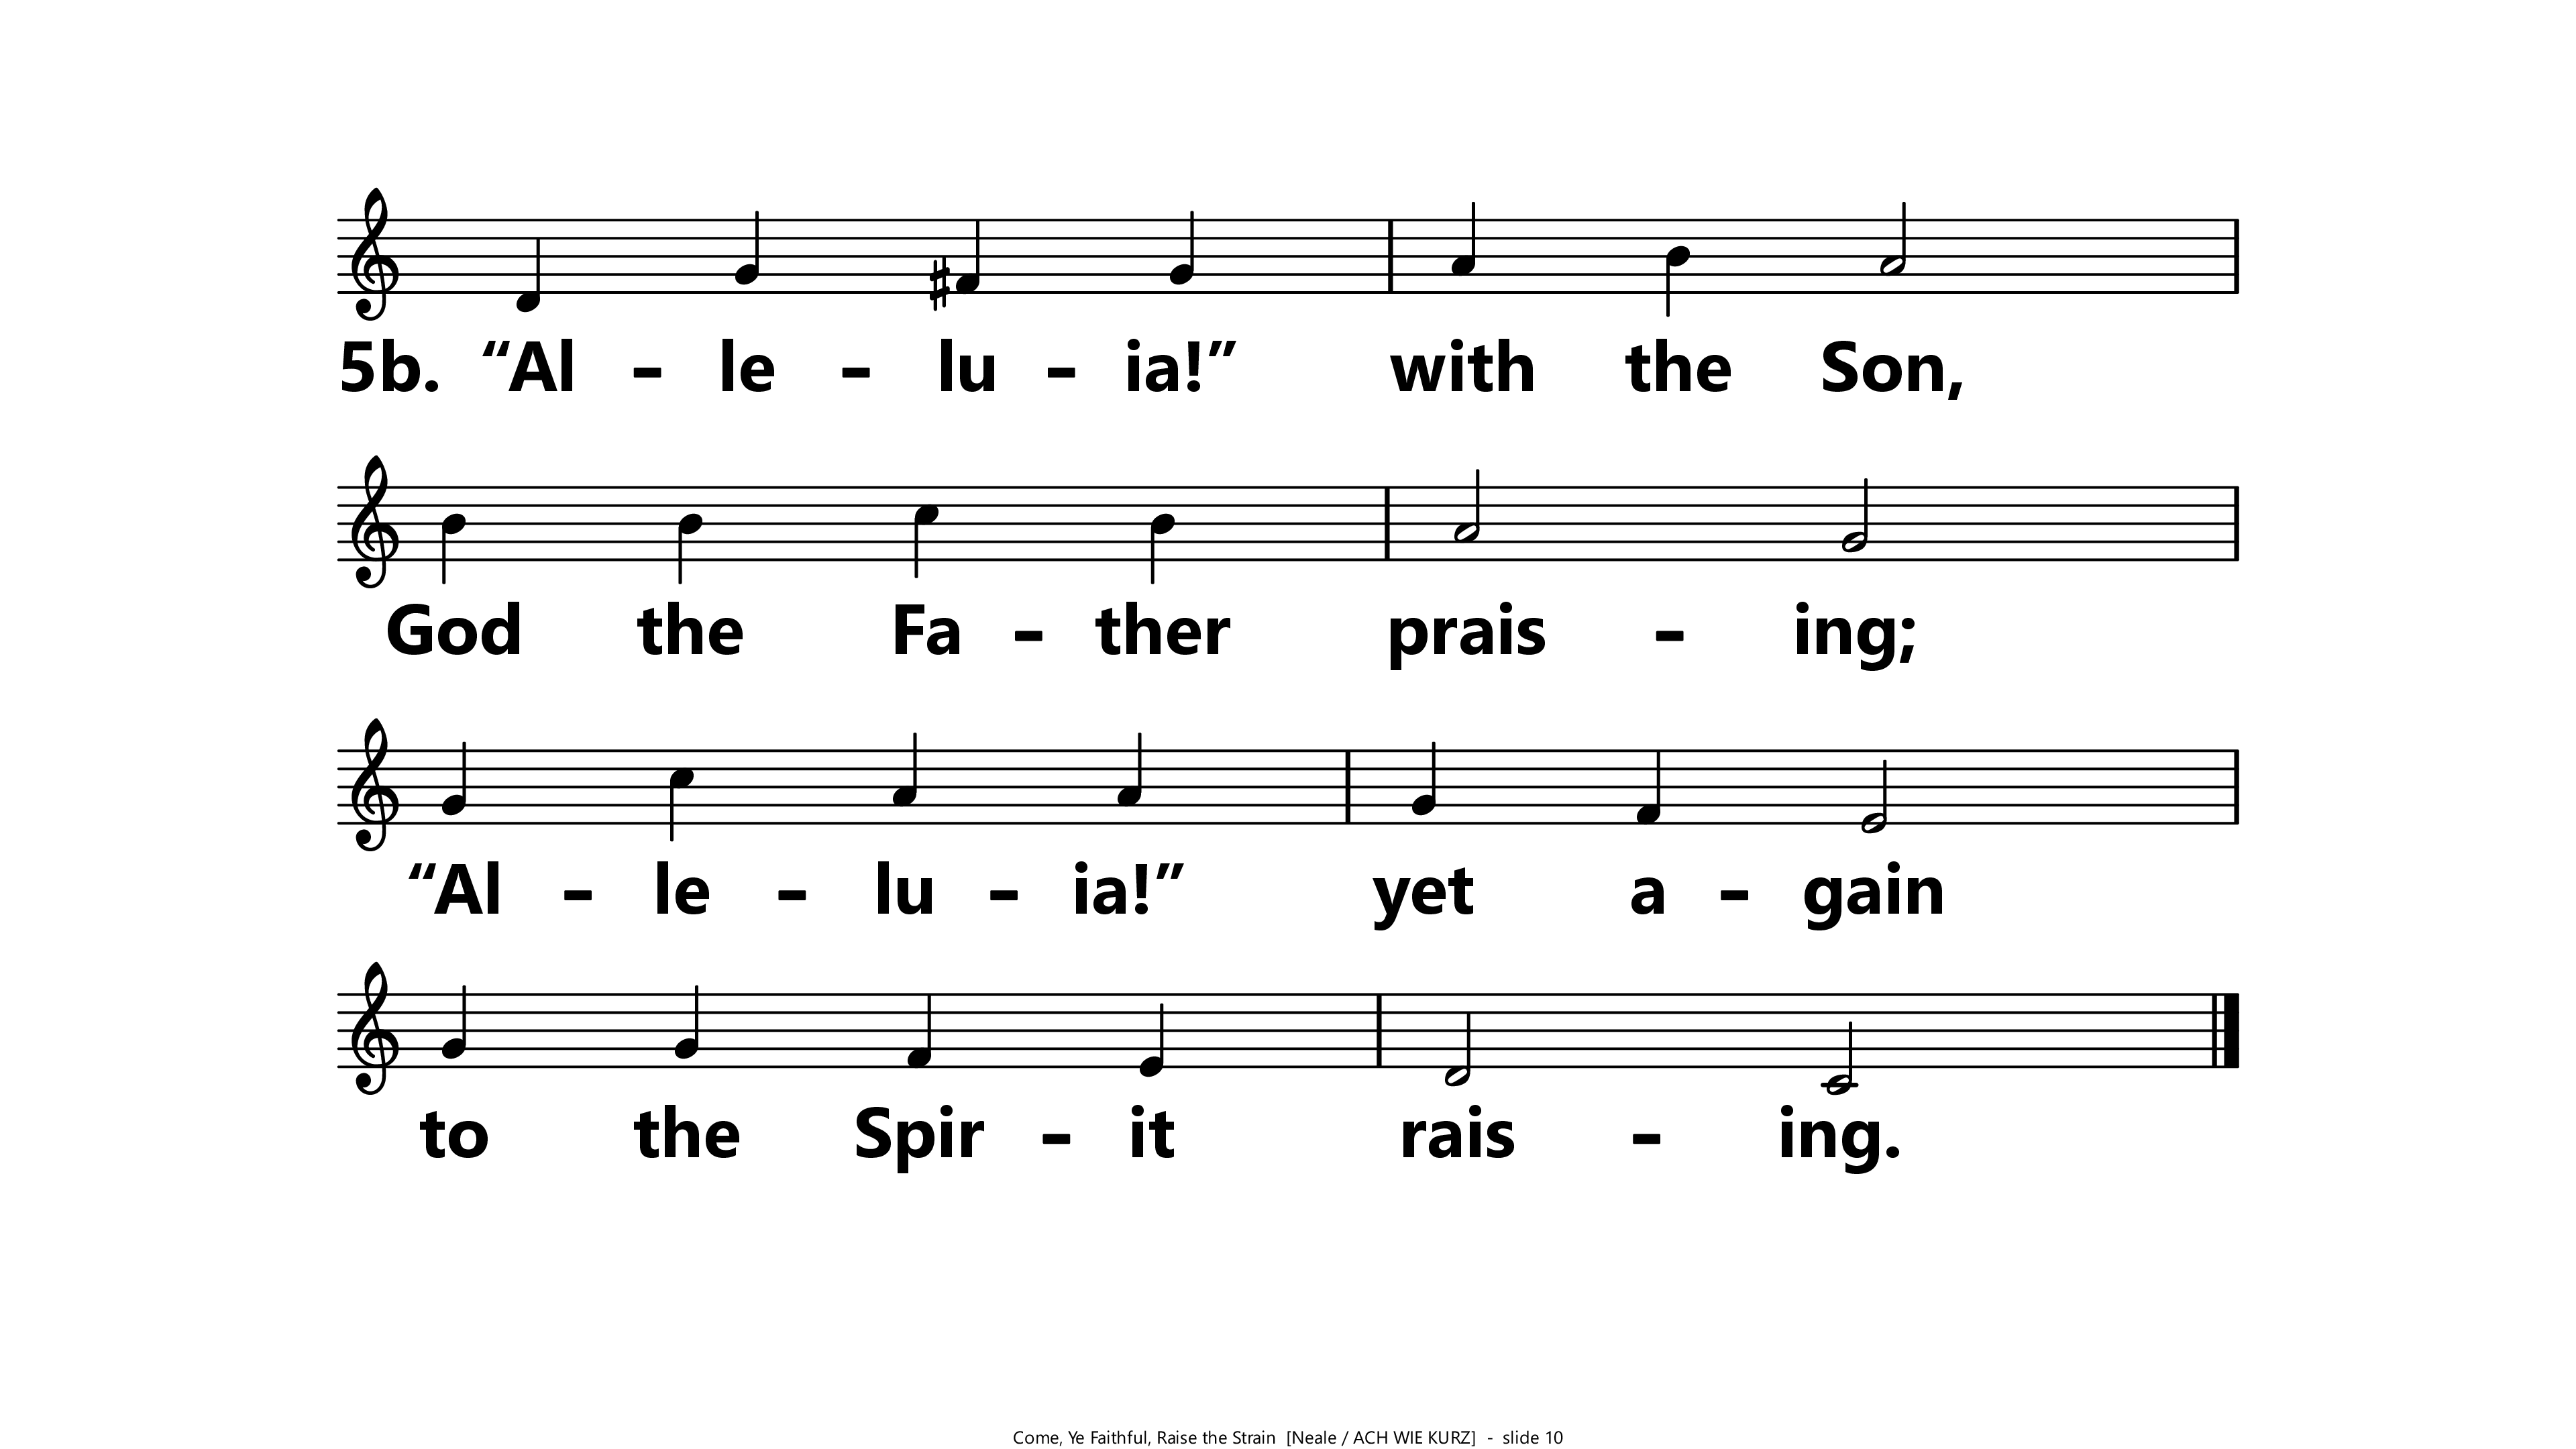 5b. “Al - le - lu - ia!” with the Son,
God the Fa - ther prais - ing;
“Al - le - lu - ia!” yet a - gain
to the Spir - it rais - ing.
Come, Ye Faithful, Raise the Strain [Neale / ACH WIE KURZ] - slide 10